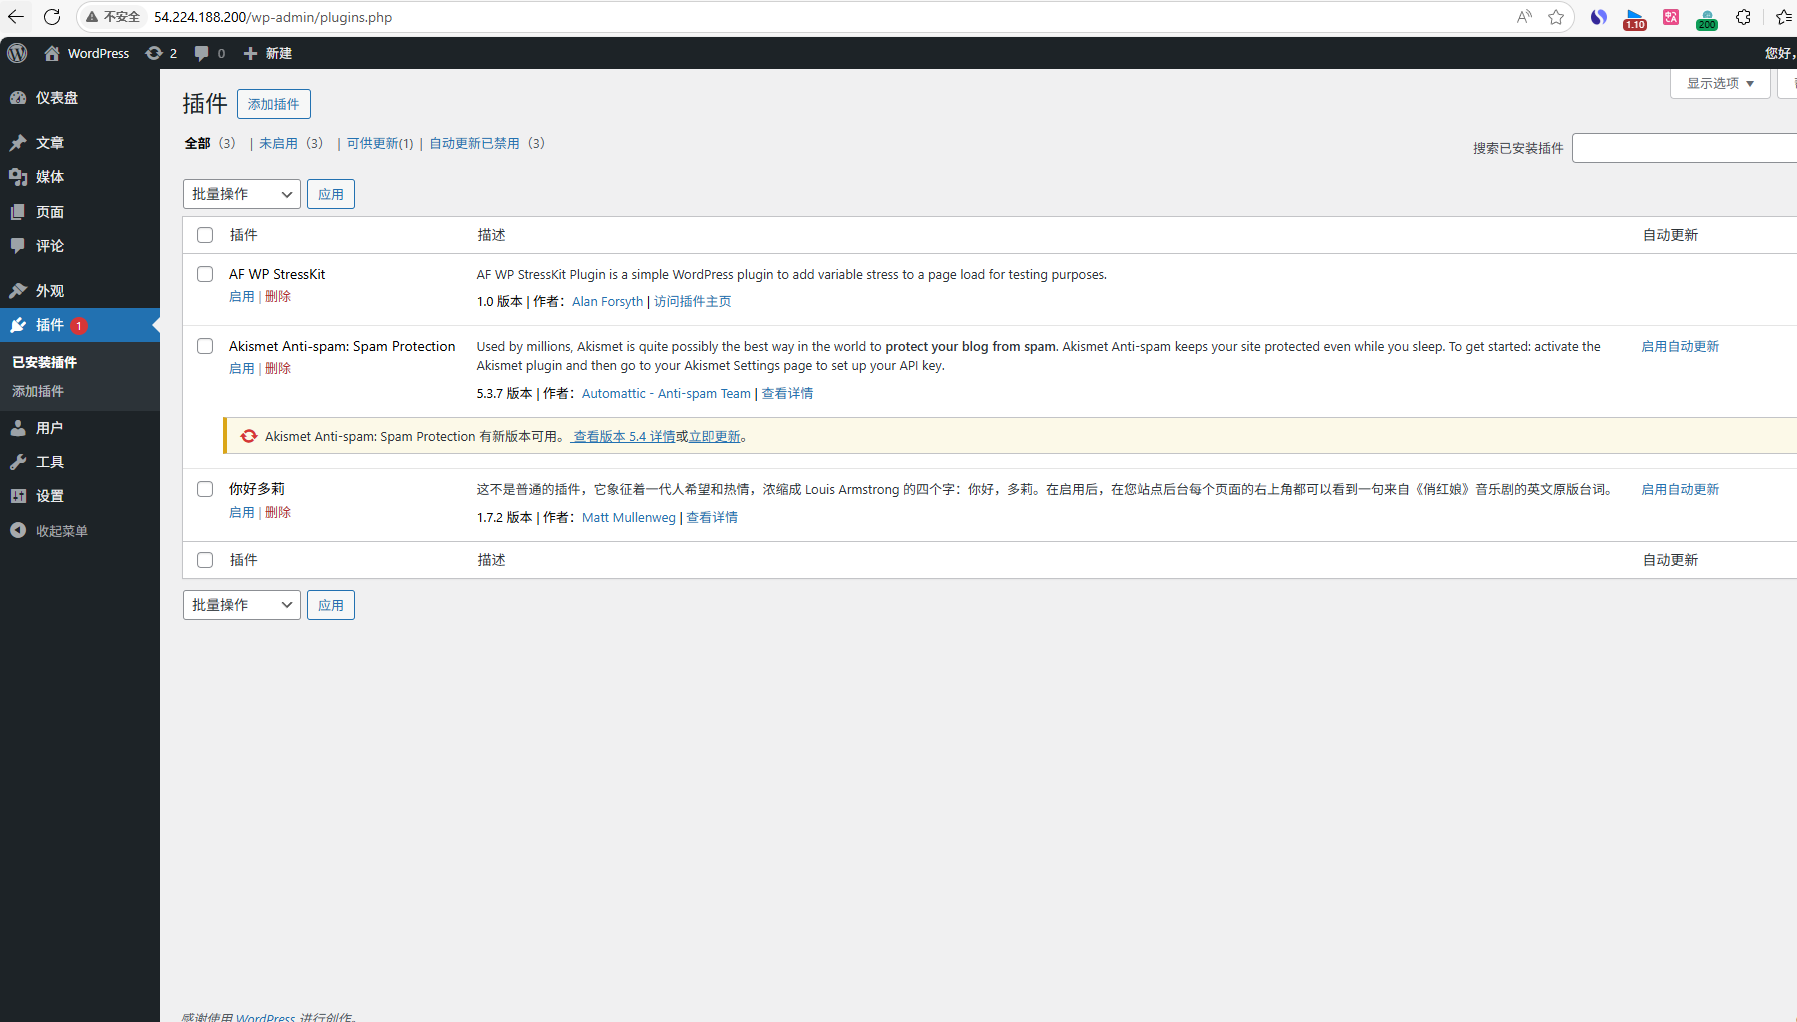 不安全 54.224.188.200/wp-admin/plugins.php
1.10
200
WordPress 2 0 新建
您好,
仪表盘
文章
媒体
页面
评论
外观
插件 1
已安装插件
添加插件
用户
工具
设置
收起菜单
显示选项
插件 添加插件
全部 (3) | 未启用 (3) | 可供更新(1) | 自动更新已禁用 (3)
搜索已安装插件
批量操作 应用
插件 描述 自动更新
AF WP StressKit
启用 | 删除
AF WP StressKit Plugin is a simple WordPress plugin to add variable stress to a page load for testing purposes.
1.0 版本 | 作者：Alan Forsyth | 访问插件主页
Akismet Anti-spam: Spam Protection
启用 | 删除
Used by millions, Akismet is quite possibly the best way in the world to protect your blog from spam. Akismet Anti-spam keeps your site protected even while you sleep. To get started: activate the
Akismet plugin and then go to your Akismet Settings page to set up your API key.
5.3.7 版本 | 作者：Automattic - Anti-spam Team | 查看详情
启用自动更新
Akismet Anti-spam: Spam Protection 有新版本可用。 查看版本 5.4 详情或立即更新。
你好多莉
启用 | 删除
这不是普通的插件，它象征着一代人希望和热情，浓缩成 Louis Armstrong 的四个字：你好，多莉。在启用后，在您站点后台每个页面的右上角都可以看到一句来自《俏红娘》音乐剧的英文原版台词。
1.7.2 版本 | 作者：Matt Mullenweg | 查看详情
启用自动更新
插件 描述 自动更新
批量操作 应用
感谢使用 WordPress 进行创作。